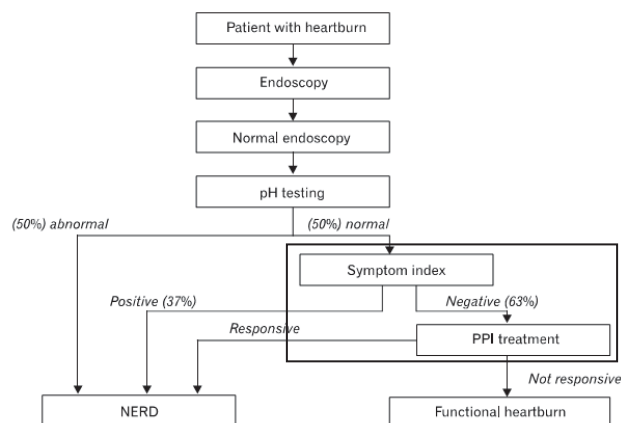 Patient with heartburn
Endoscopy
Normal endoscopy
pH testing
(50%) abnormal
(50%) normal
Symptom index
Positive (37%)
Negative (63%)
Responsive
PPI treatment
Not responsive
NERD
Functional heartburn